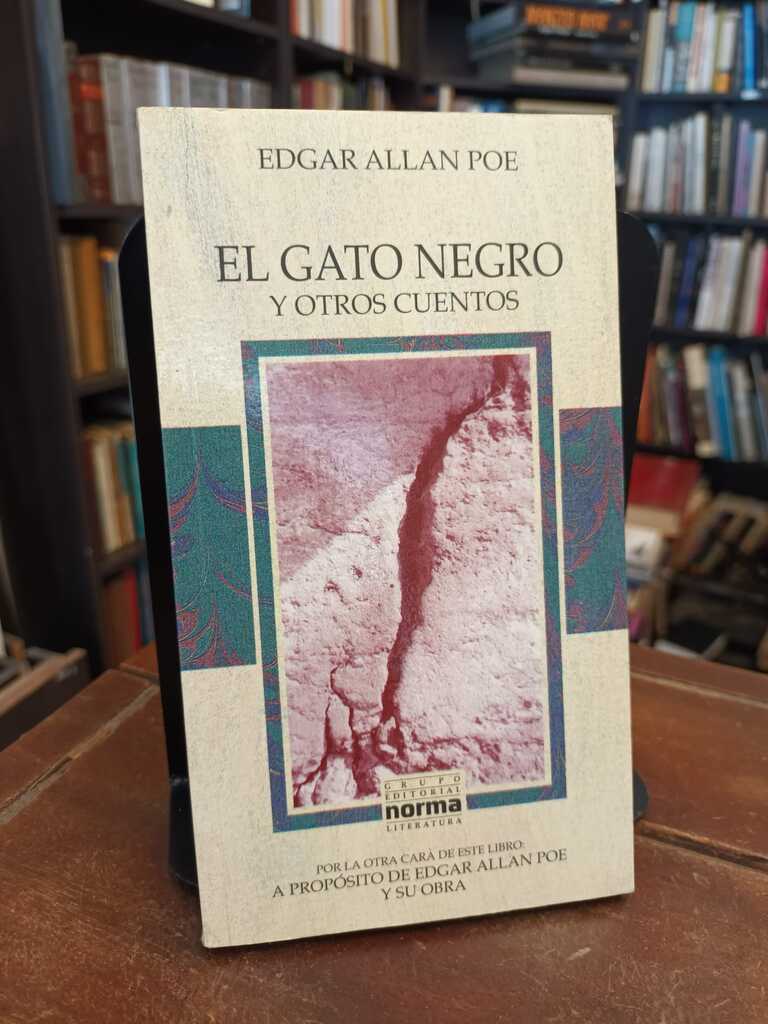 EDGAR ALLAN POE
EL GATO NEGRO
Y OTROS CUENTOS
GRUPO
EDITORIAL
norma
LITERATURA
POR LA OTRA CARÀ DE ESTE LIBRO:
A PROPÓSITO DE EDGAR ALLAN POE
Y SU OBRA